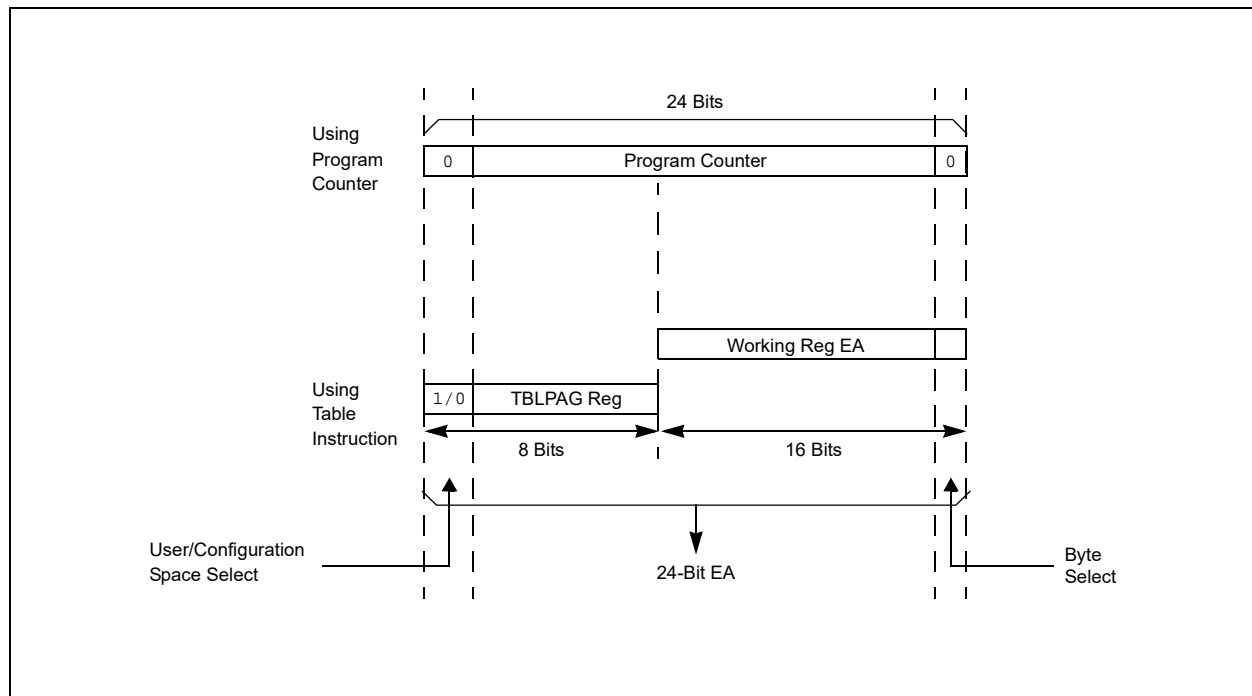 24 Bits
Using
Program
Counter
0
Program Counter
0
Working Reg EA
Using
Table
Instruction
1/0
TBLPAG Reg
8 Bits
16 Bits
User/Configuration
Space Select
24-Bit EA
Byte
Select